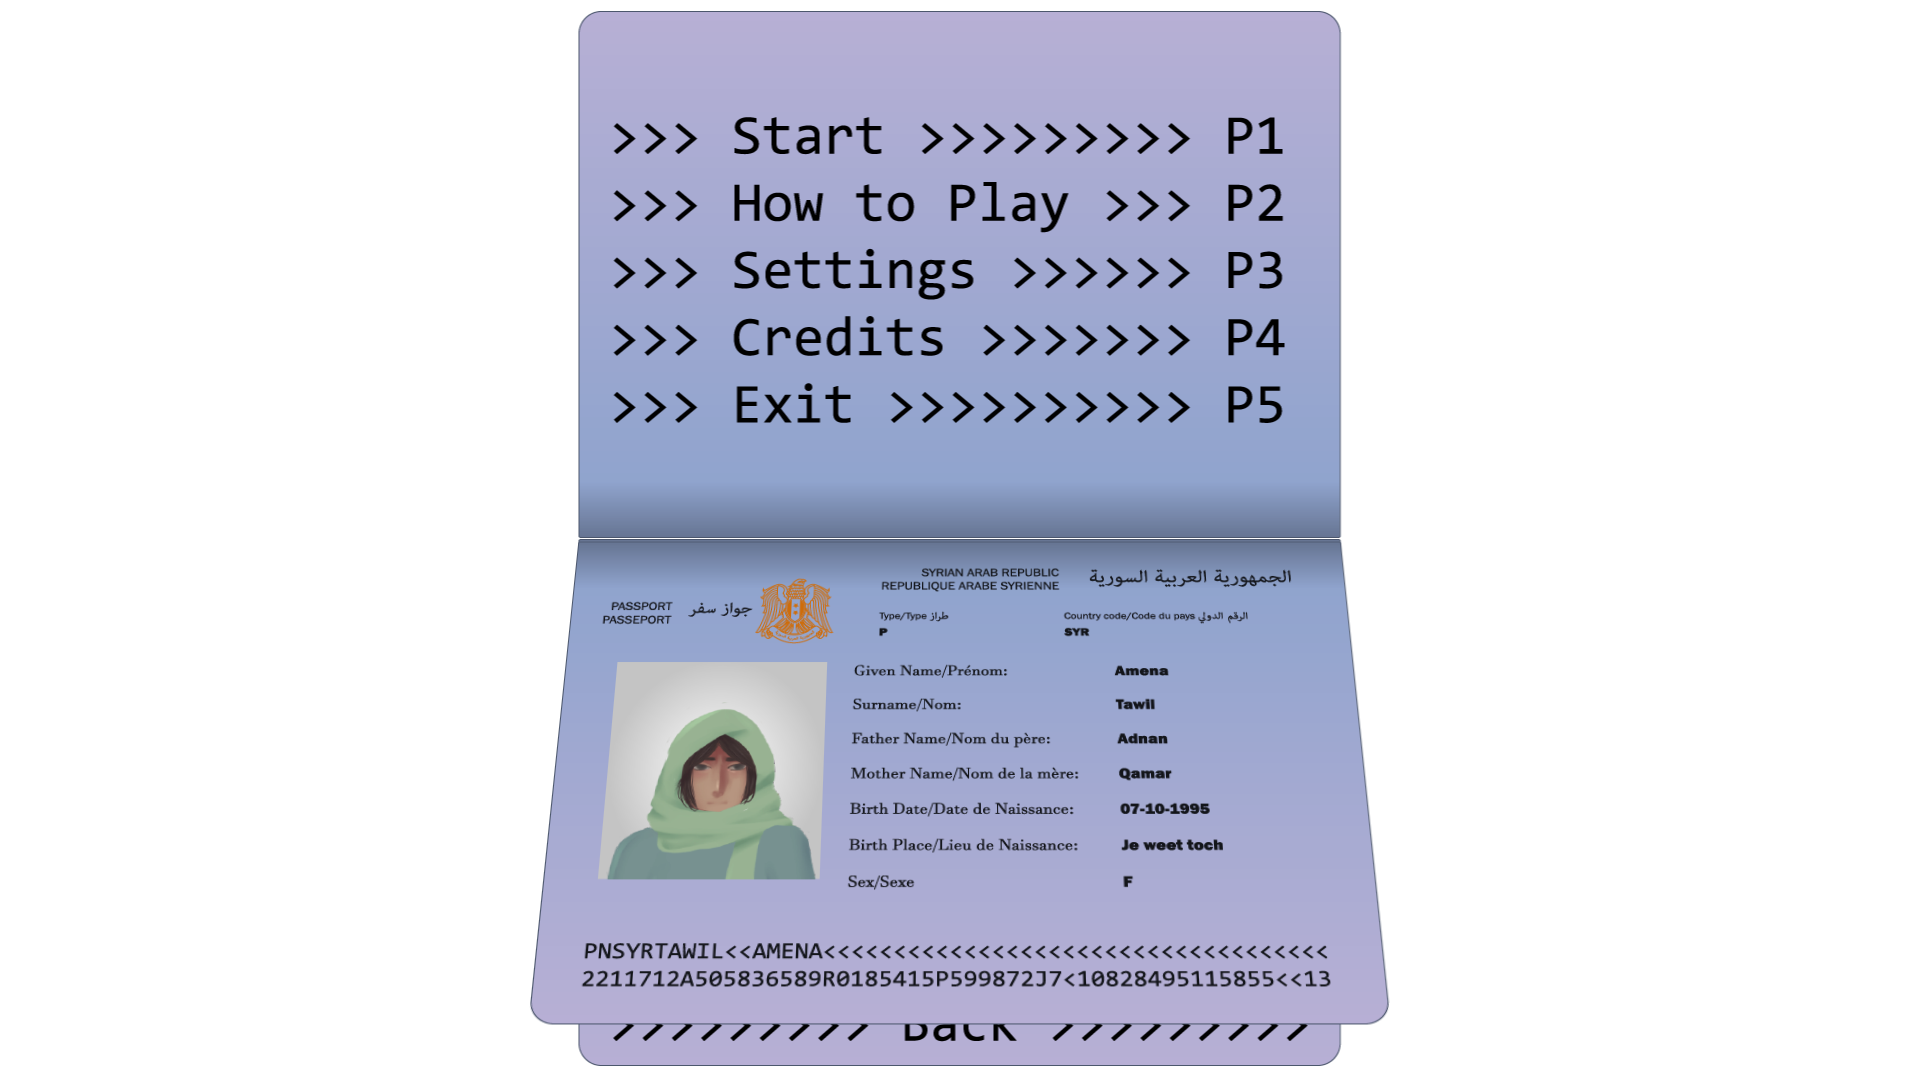 >>> Start >>>>>>>>> P1
>>> How to Play >>> P2
>>> Settings >>>>>> P3
>>> Credits >>>>>>> P4
>>> Exit >>>>>>>>>> P5
SYRIAN ARAB REPUBLIC الجمهورية العربية السورية
REPUBLIQUE ARABE SYRIENNE
PASSPORT جواز سفر
PASSEPORT
Type/Type طراز Country code/Code du pays الرقم الدولي
P SYR
Given Name/Prénom: Amena
Surname/Nom: Tawil
Father Name/Nom du père: Adnan
Mother Name/Nom de la mère: Qamar
Birth Date/Date de Naissance: 07-10-1995
Birth Place/Lieu de Naissance: Je weet toch
Sex/Sexe F
PNSYRTAWIL<<AMENA<<<<<<<<<<<<<<<<<<<<<<<<<<<<<<<<<<<<
2211712A505836589R0185415P599872J7<10828495115855<<13
>>>>>>>>> Back >>>>>>>>>